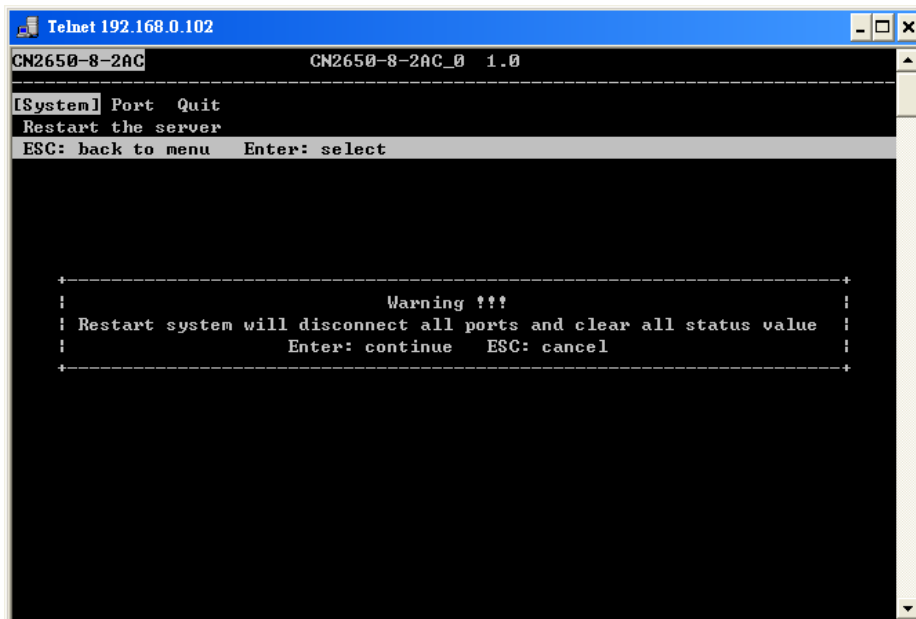 Telnet 192.168.0.102
CN2650-8-2AC CN2650-8-2AC_0 1.0
[System] Port Quit
Restart the server
ESC: back to menu Enter: select
Warning !!!
Restart system will disconnect all ports and clear all status value
Enter: continue ESC: cancel